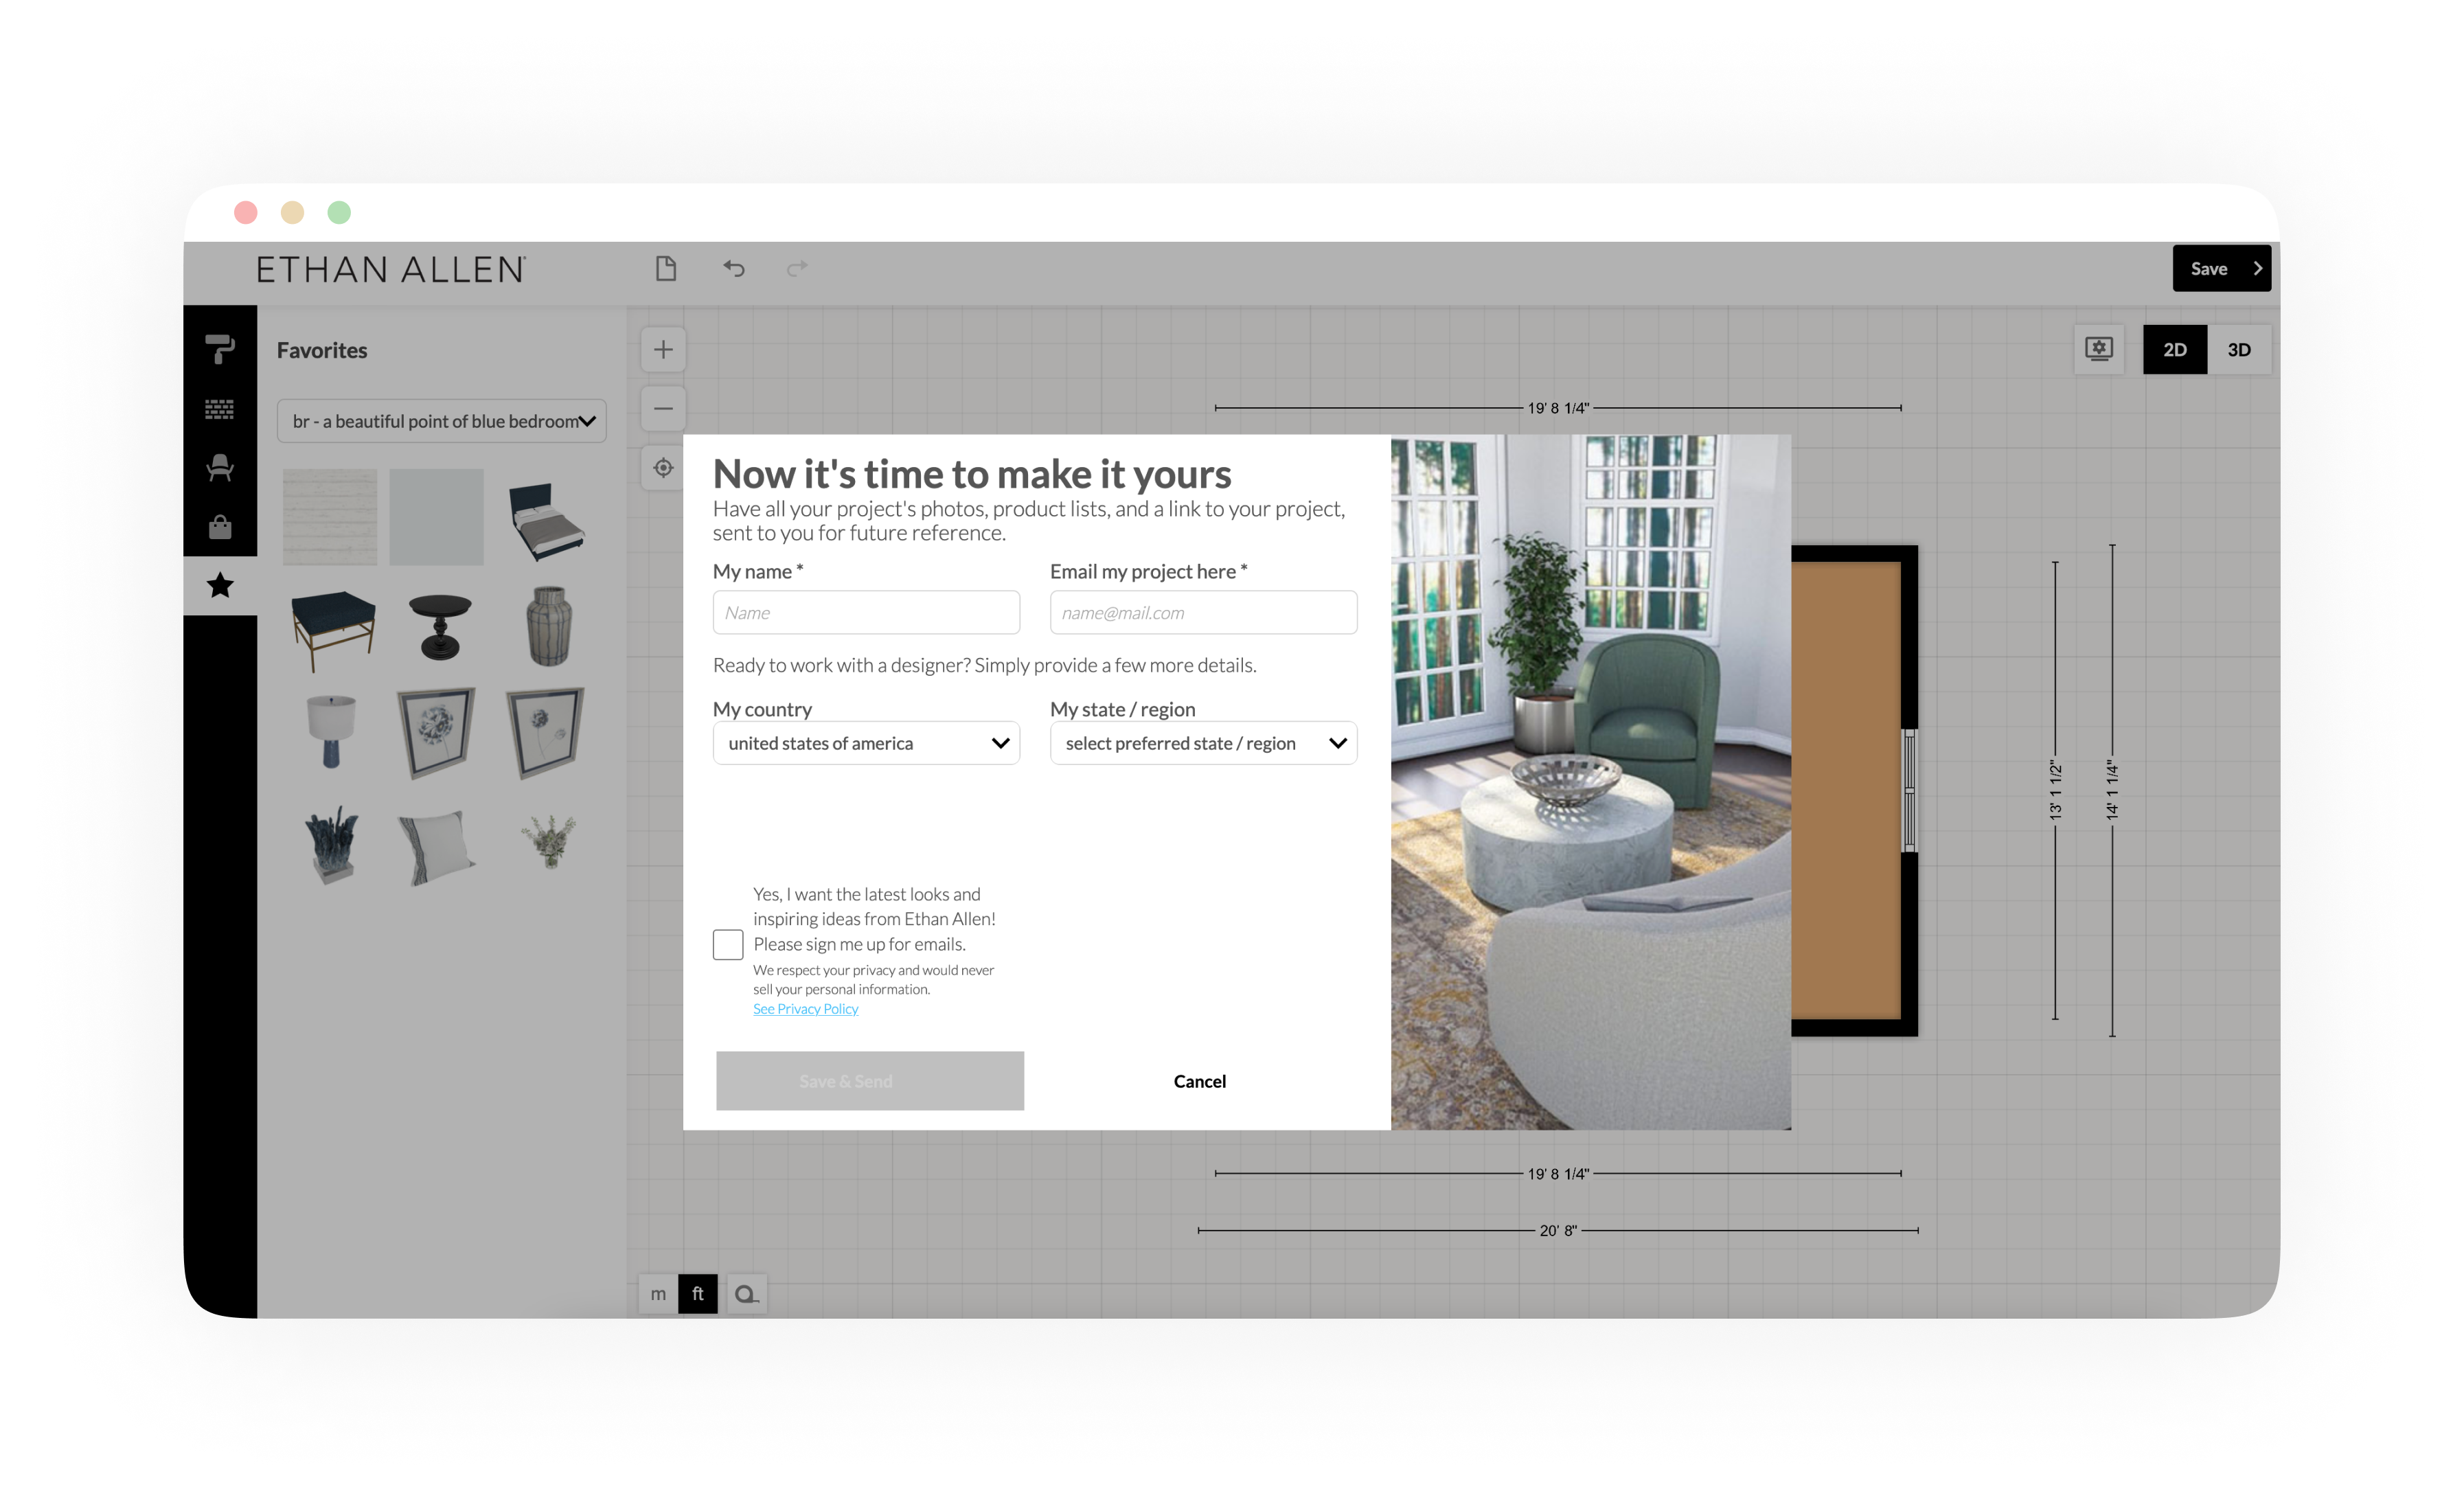 ETHAN ALLEN
Save
Favorites
br - a beautiful point of blue bedroom
2D
3D
19' 8 1/4"
Now it's time to make it yours
Have all your project's photos, product lists, and a link to your project,
sent to you for future reference.
My name *
Email my project here *
Name
name@mail.com
Ready to work with a designer? Simply provide a few more details.
My country
My state / region
united states of america
select preferred state / region
13' 1 1/2"
14' 1 1/4"
Yes, I want the latest looks and
inspiring ideas from Ethan Allen!
Please sign me up for emails.
We respect your privacy and would never
sell your personal information.
See Privacy Policy
Save & Send
Cancel
19' 8 1/4"
20' 8"
m
ft